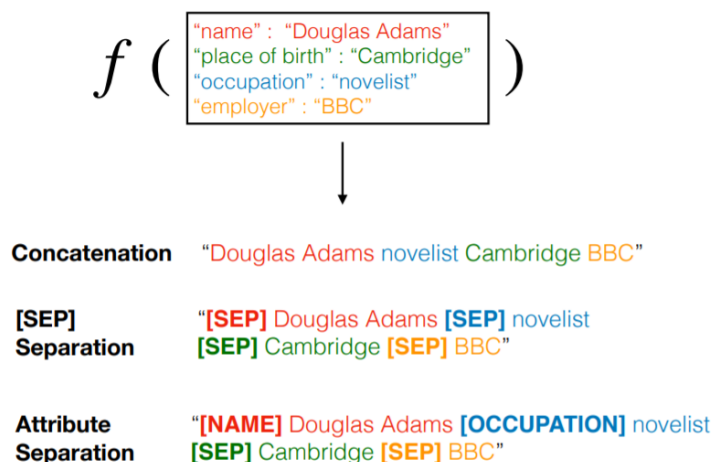 “name” : “Douglas Adams”
“place of birth” : “Cambridge”
“occupation” : “novelist”
“employer” : “BBC”
f ( )
Concatenation “Douglas Adams novelist Cambridge BBC”
[SEP] “[SEP] Douglas Adams [SEP] novelist
Separation [SEP] Cambridge [SEP] BBC”
Attribute “[NAME] Douglas Adams [OCCUPATION] novelist
Separation [SEP] Cambridge [SEP] BBC”